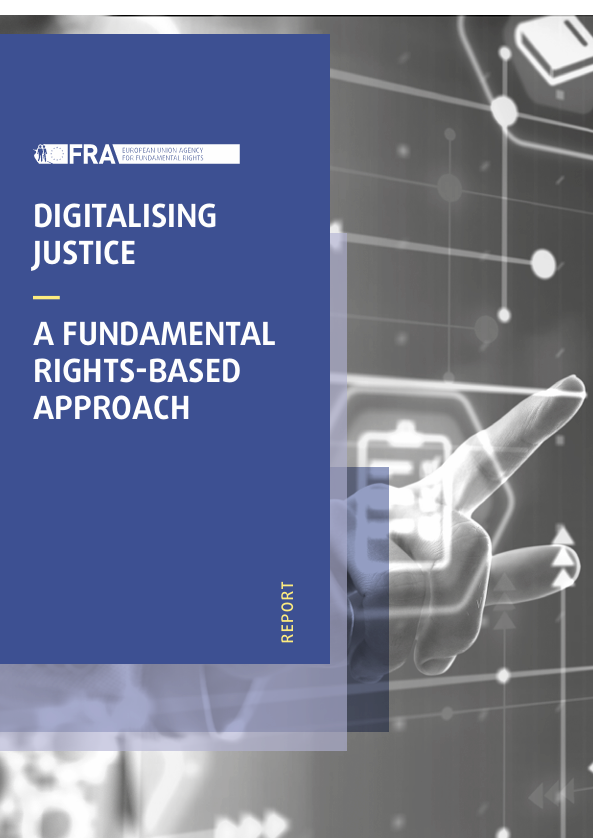 FRA
EUROPEAN UNION AGENCY
FOR FUNDAMENTAL RIGHTS
DIGITALISING
JUSTICE
A FUNDAMENTAL
RIGHTS-BASED
APPROACH
REPORT